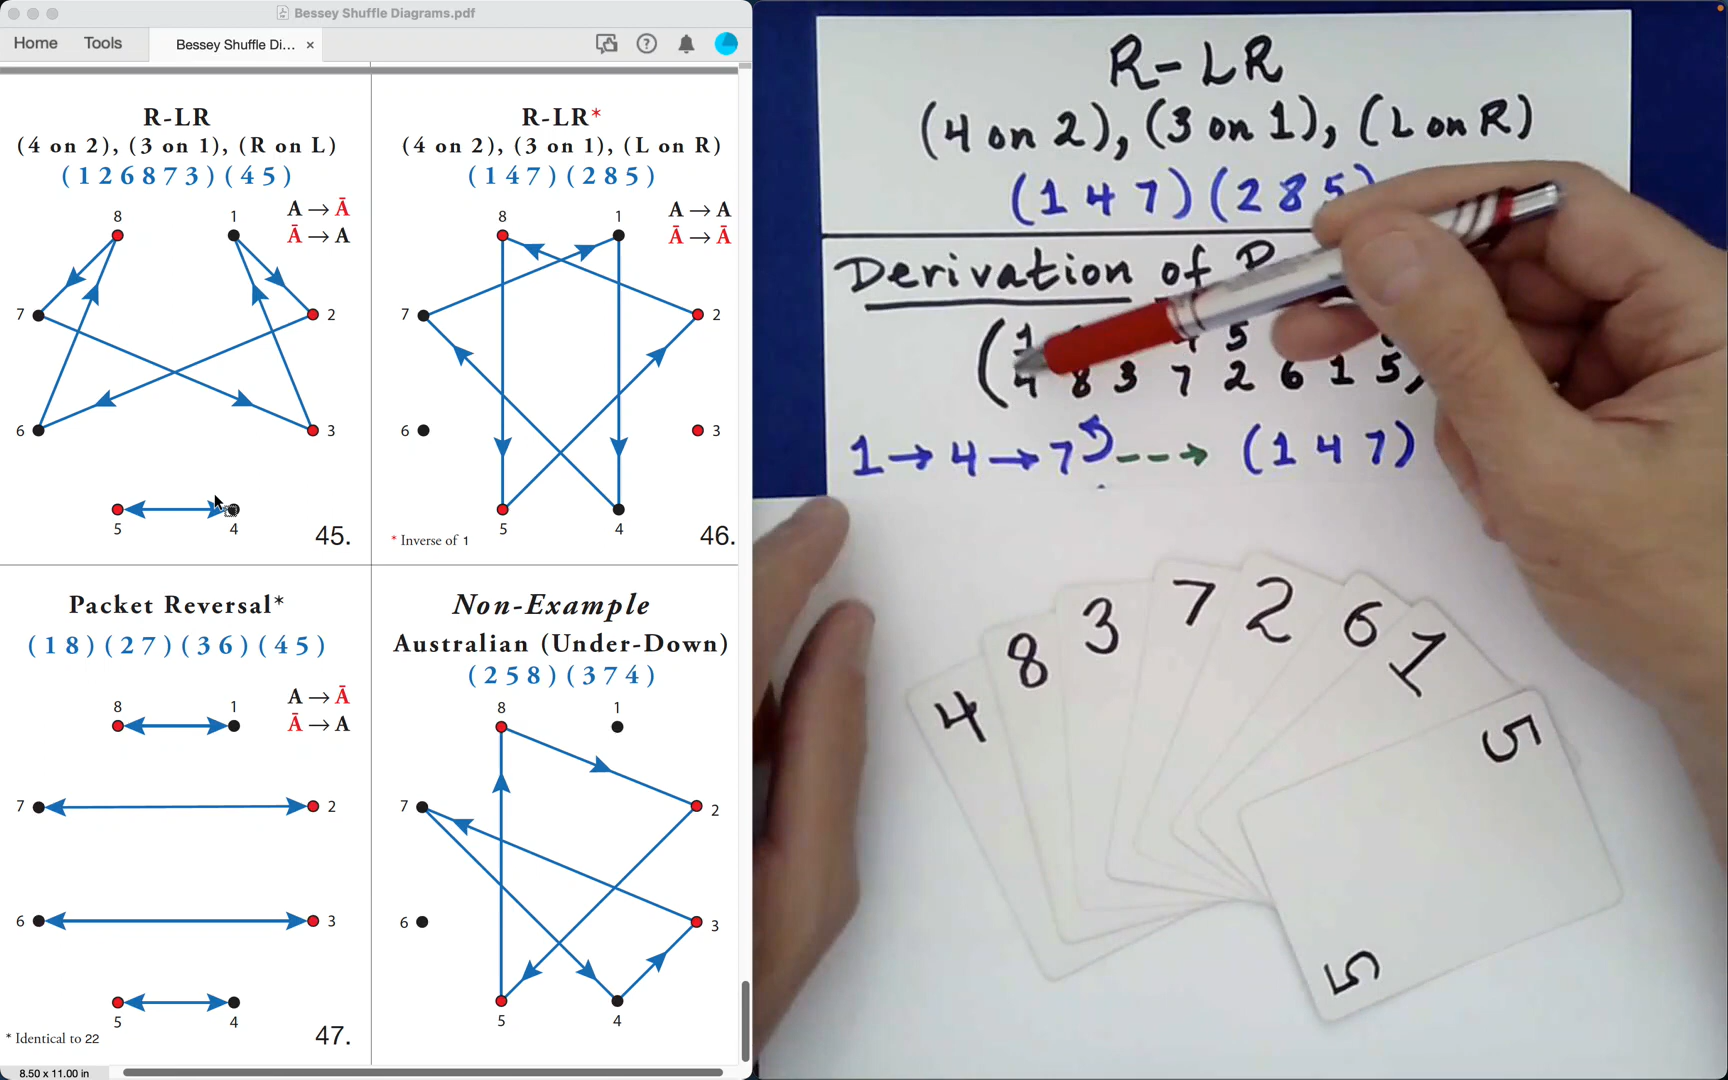 Bessey Shuffle Diagrams.pdf
Home Tools Bessey Shuffle Di... ×
R-LR
(4 on 2), (3 on 1), (R on L)
(1 2 6 8 7 3) (4 5)
A → Ā
Ā → A
8 1
7 2
6 3
5 4
45.
R-LR*
(4 on 2), (3 on 1), (L on R)
(1 4 7) (2 8 5)
A → A
Ā → Ā
8 1
7 2
6 3
5 4
* Inverse of 1
46.
Packet Reversal*
(1 8) (2 7) (3 6) (4 5)
A → Ā
Ā → A
8 1
7 2
6 3
5 4
* Identical to 22
47.
Non-Example
Australian (Under-Down)
(2 5 8) (3 7 4)
8 1
7 2
6 3
5 4
8.50 x 11.00 in
R-LR
(4 on 2), (3 on 1), (L on R)
(1 4 7) (2 8 5)
Derivation of
( 1 5
4 8 3 7 2 6 1 5
1 → 4 → 7 --→ (1 4 7)
4 8 3 7 2 6 1 5
5